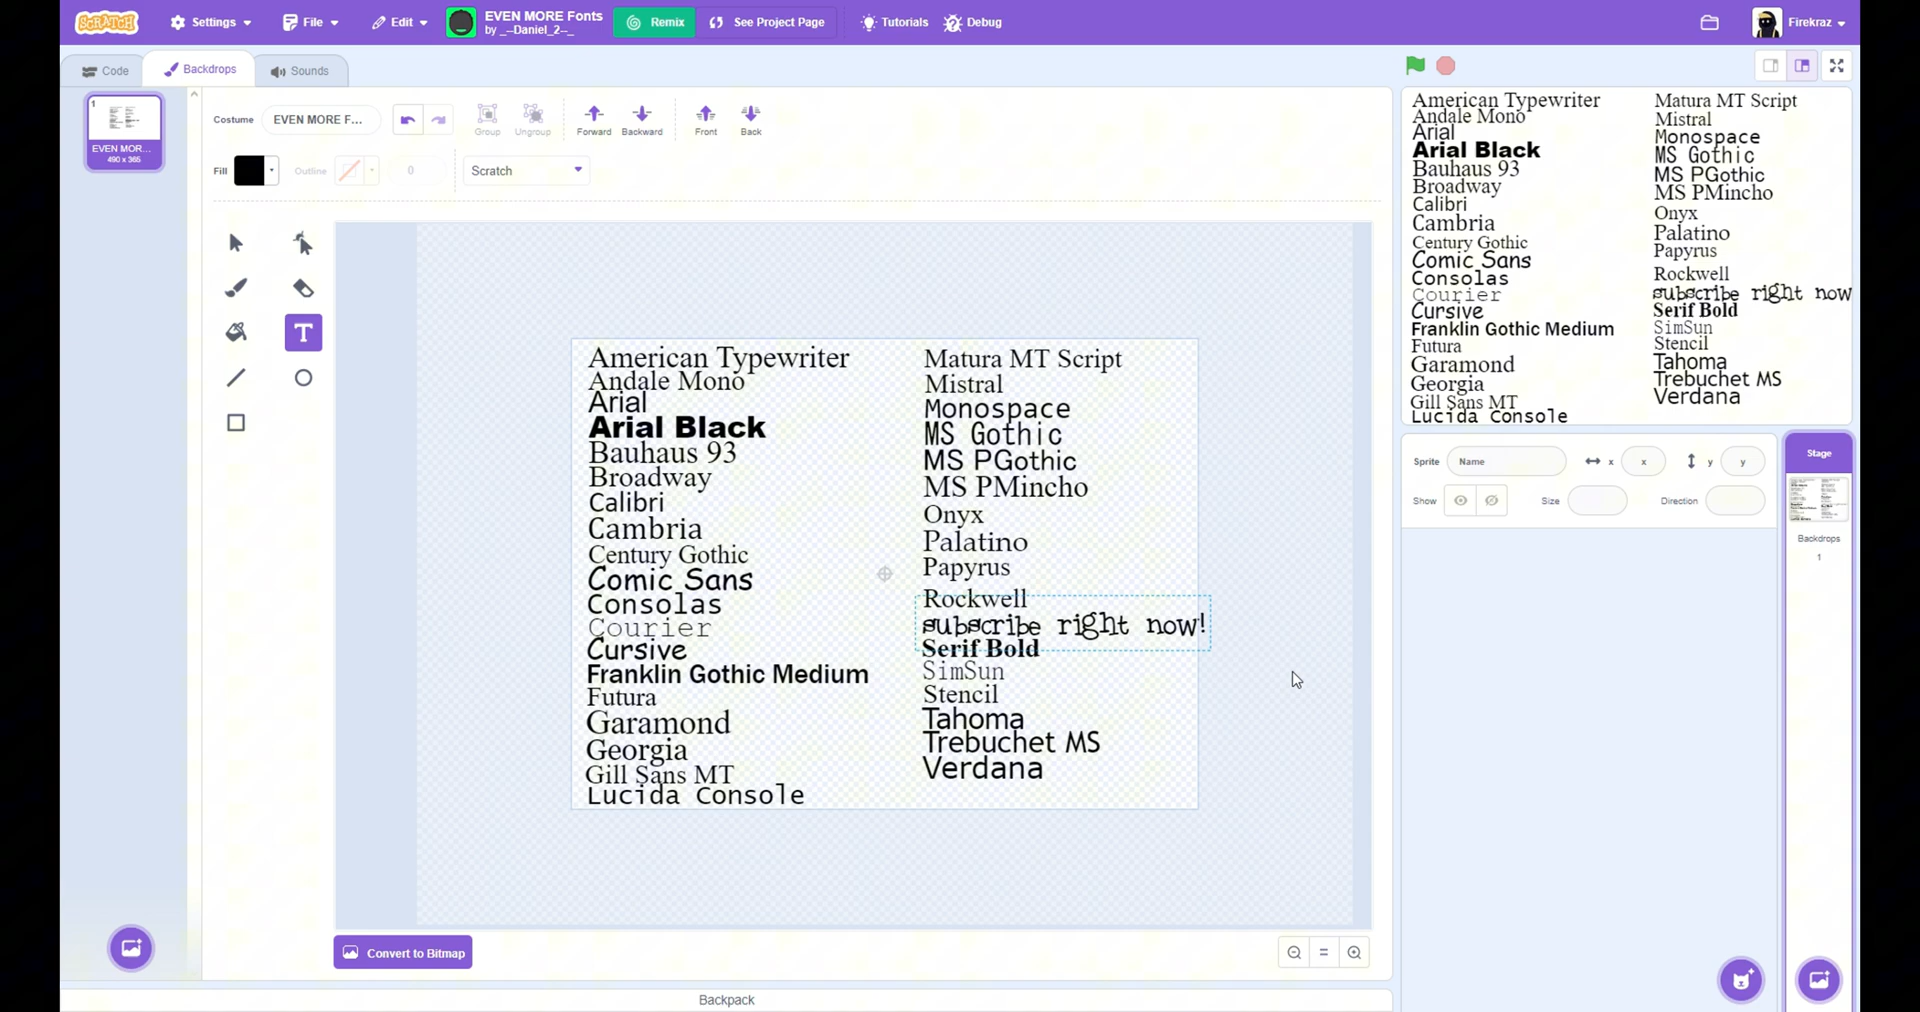 SCRATCH Settings File Edit EVEN MORE Fonts Remix See Project Page Tutorials Debug Firekraz
by _--Daniel_2--_
Code Backdrops Sounds
1
EVEN MOR...
490 x 365
Costume EVEN MORE F... Group Ungroup Forward Backward Front Back
Fill Outline 0 Scratch
American Typewriter
Andale Mono
Arial
Arial Black
Bauhaus 93
Broadway
Calibri
Cambria
Century Gothic
Comic Sans
Consolas
Courier
Cursive
Franklin Gothic Medium
Futura
Garamond
Georgia
Gill Sans MT
Lucida Console
Matura MT Script
Mistral
Monospace
MS Gothic
MS PGothic
MS PMincho
Onyx
Palatino
Papyrus
Rockwell
subscribe right now!
Serif Bold
SimSun
Stencil
Tahoma
Trebuchet MS
Verdana
Convert to Bitmap
Backpack
American Typewriter
Andale Mono
Arial
Arial Black
Bauhaus 93
Broadway
Calibri
Cambria
Century Gothic
Comic Sans
Consolas
Courier
Cursive
Franklin Gothic Medium
Futura
Garamond
Georgia
Gill Sans MT
Lucida Console
Matura MT Script
Mistral
Monospace
MS Gothic
MS PGothic
MS PMincho
Onyx
Palatino
Papyrus
Rockwell
subscribe right now
Serif Bold
SimSun
Stencil
Tahoma
Trebuchet MS
Verdana
Sprite Name x x y y
Show Size Direction
Stage
Backdrops
1